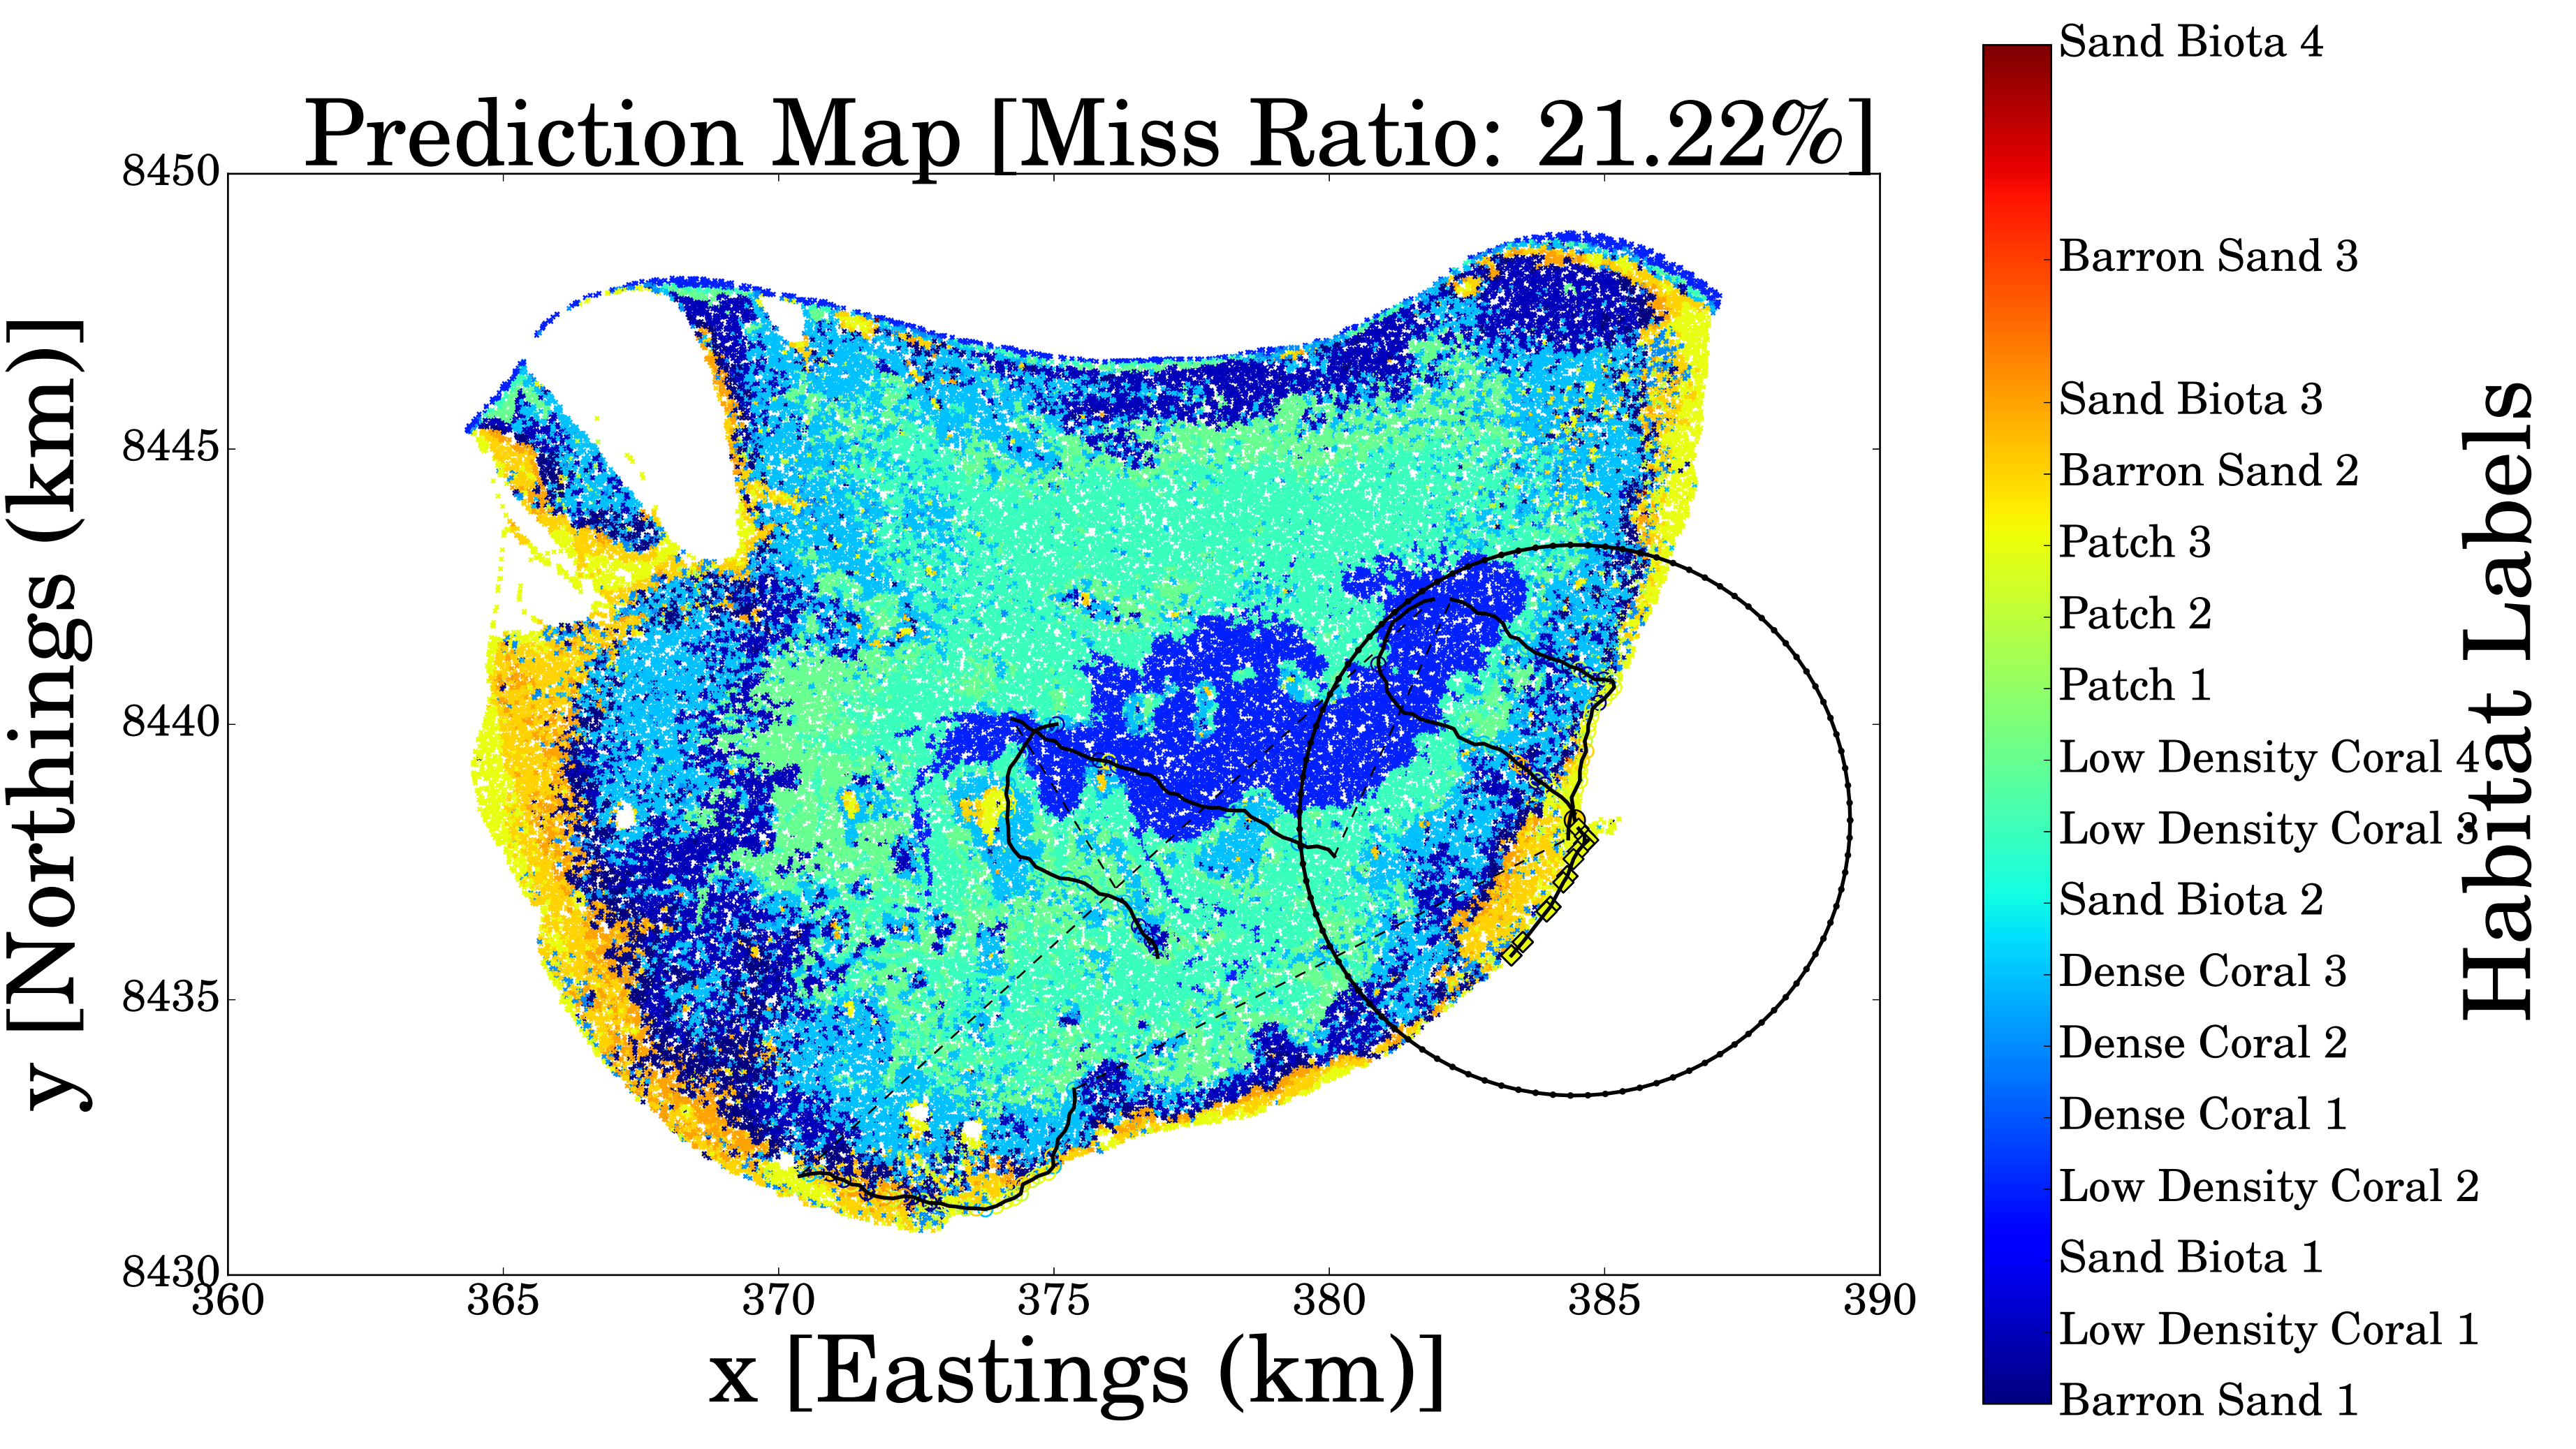 Prediction Map [Miss Ratio: 21.22%]
y [Northings (km)]
8450
8445
8440
8435
8430
360
365
370
375
380
385
390
x [Eastings (km)]
Sand Biota 4
Barron Sand 3
Sand Biota 3
Barron Sand 2
Patch 3
Patch 2
Patch 1
Low Density Coral 4
Low Density Coral 3
Sand Biota 2
Dense Coral 3
Dense Coral 2
Dense Coral 1
Low Density Coral 2
Sand Biota 1
Low Density Coral 1
Barron Sand 1
Habitat Labels